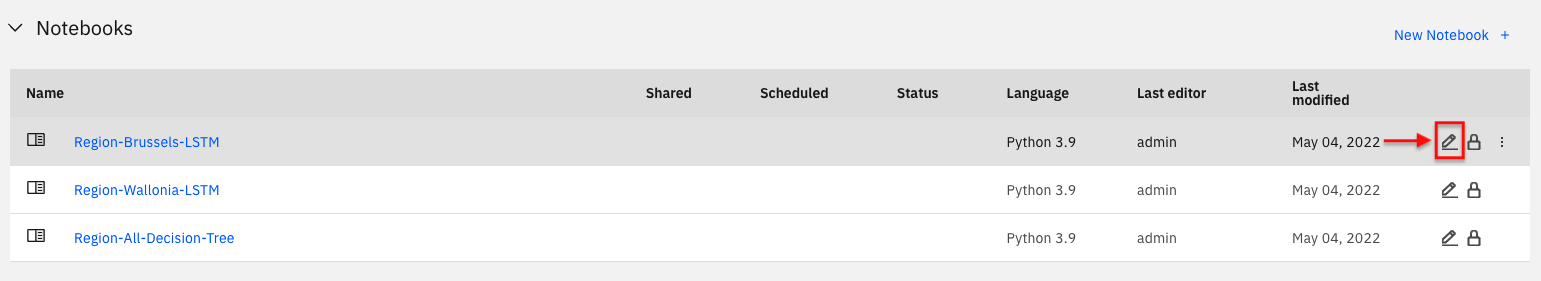 Notebooks
New Notebook +
Name Shared Scheduled Status Language Last editor Last
modified
Region-Brussels-LSTM Python 3.9 admin May 04, 2022
Region-Wallonia-LSTM Python 3.9 admin May 04, 2022
Region-All-Decision-Tree Python 3.9 admin May 04, 2022